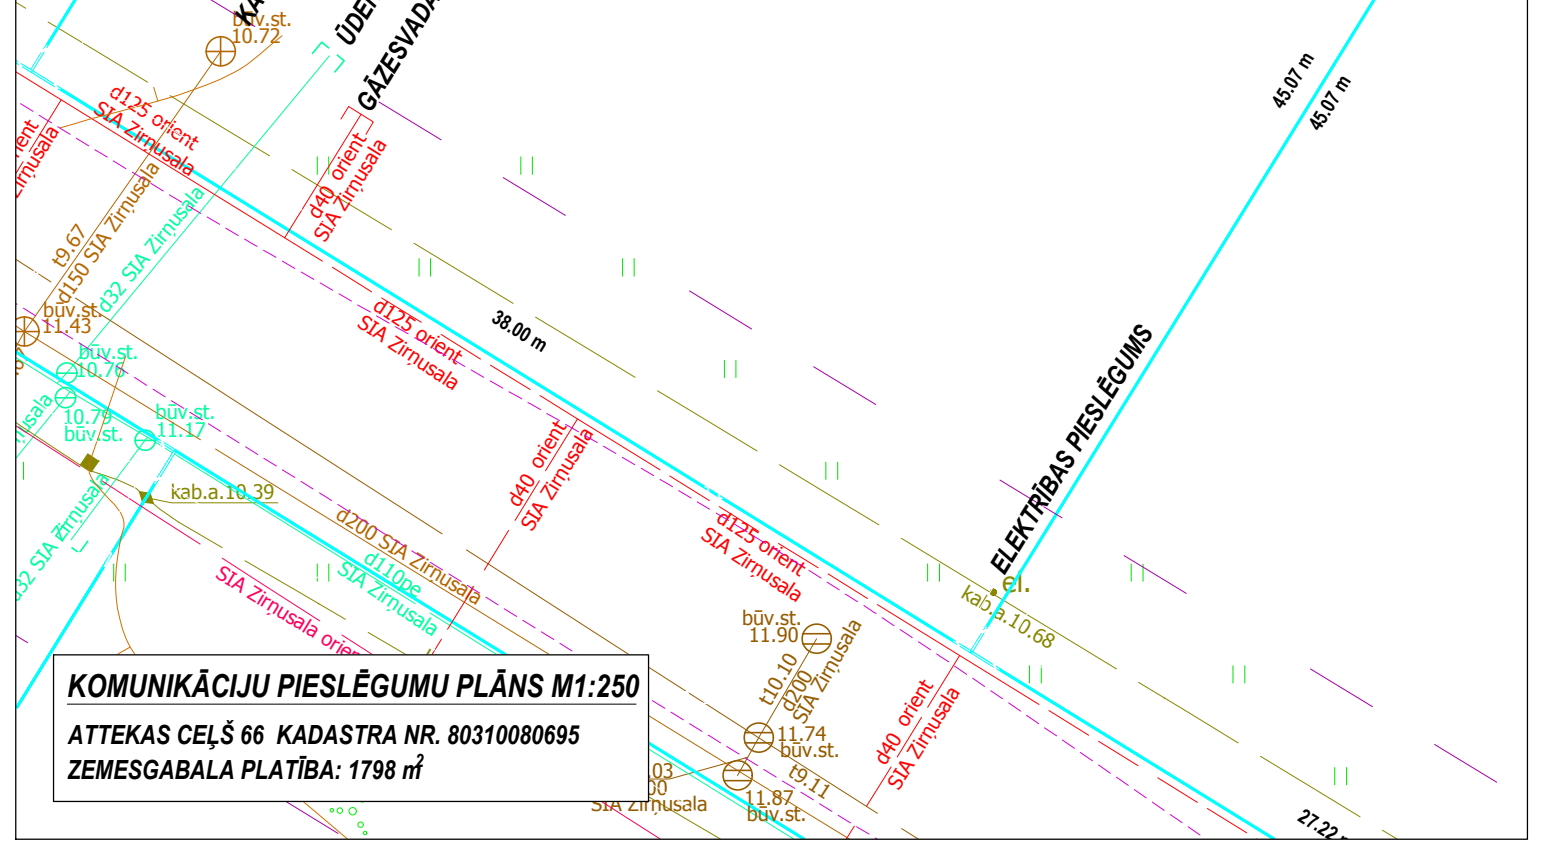 būv.st.
10.72
KA
ŪDE
GĀZESVADA
45.07 m
45.07 m
d125 orient
SIA Zirņusala
d40 orient
SIA Zirņusala
t9.67
d150 SIA Zirņusala
d32 SIA Zirņusala
būv.st.
11.43
būv.st.
10.76
10.79
būv.st.
būv.st.
11.17
kab.a.10.39
d125 orient
SIA Zirņusala
38.00 m
d40 orient
SIA Zirņusala
d200 SIA Zirņusala
d110pe
SIA Zirņusala
SIA Zirņusala orien
d32 SIA Zirņusala
d125 orient
SIA Zirņusala
ELEKTRĪBAS PIESLĒGUMS
el.
kab.a.10.68
būv.st.
11.90
t10.10
d200
SIA Zirņusala
11.74
būv.st.
t9.11
11.87
būv.st.
SIA Zirņusala
d40 orient
SIA Zirņusala
27.22
KOMUNIKĀCIJU PIESLĒGUMU PLĀNS M1:250
ATTEKAS CEĻŠ 66 KADASTRA NR. 80310080695
ZEMESGABALA PLATĪBA: 1798 m²